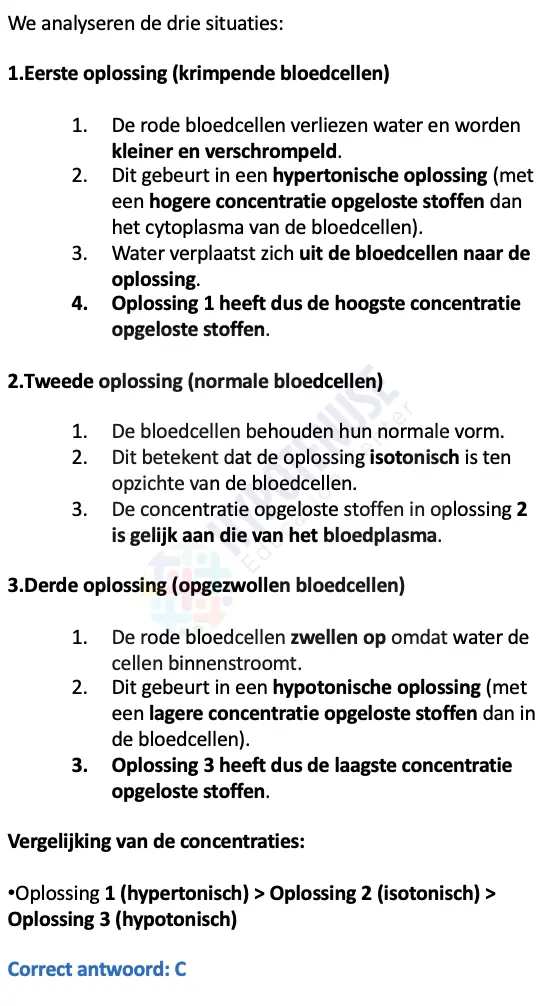 We analyseren de drie situaties:
1.Eerste oplossing (krimpende bloedcellen)
1. De rode bloedcellen verliezen water en worden
kleiner en verschrompeld.
2. Dit gebeurt in een hypertonische oplossing (met
een hogere concentratie opgeloste stoffen dan
het cytoplasma van de bloedcellen).
3. Water verplaatst zich uit de bloedcellen naar de
oplossing.
4. Oplossing 1 heeft dus de hoogste concentratie
opgeloste stoffen.
2.Tweede oplossing (normale bloedcellen)
1. De bloedcellen behouden hun normale vorm.
2. Dit betekent dat de oplossing isotonisch is ten
opzichte van de bloedcellen.
3. De concentratie opgeloste stoffen in oplossing 2
is gelijk aan die van het bloedplasma.
3.Derde oplossing (opgezwollen bloedcellen)
1. De rode bloedcellen zwellen op omdat water de
cellen binnenstroomt.
2. Dit gebeurt in een hypotonische oplossing (met
een lagere concentratie opgeloste stoffen dan in
de bloedcellen).
3. Oplossing 3 heeft dus de laagste concentratie
opgeloste stoffen.
Vergelijking van de concentraties:
•Oplossing 1 (hypertonisch) > Oplossing 2 (isotonisch) >
Oplossing 3 (hypotonisch)
Correct antwoord: C
HYPOTENUSE